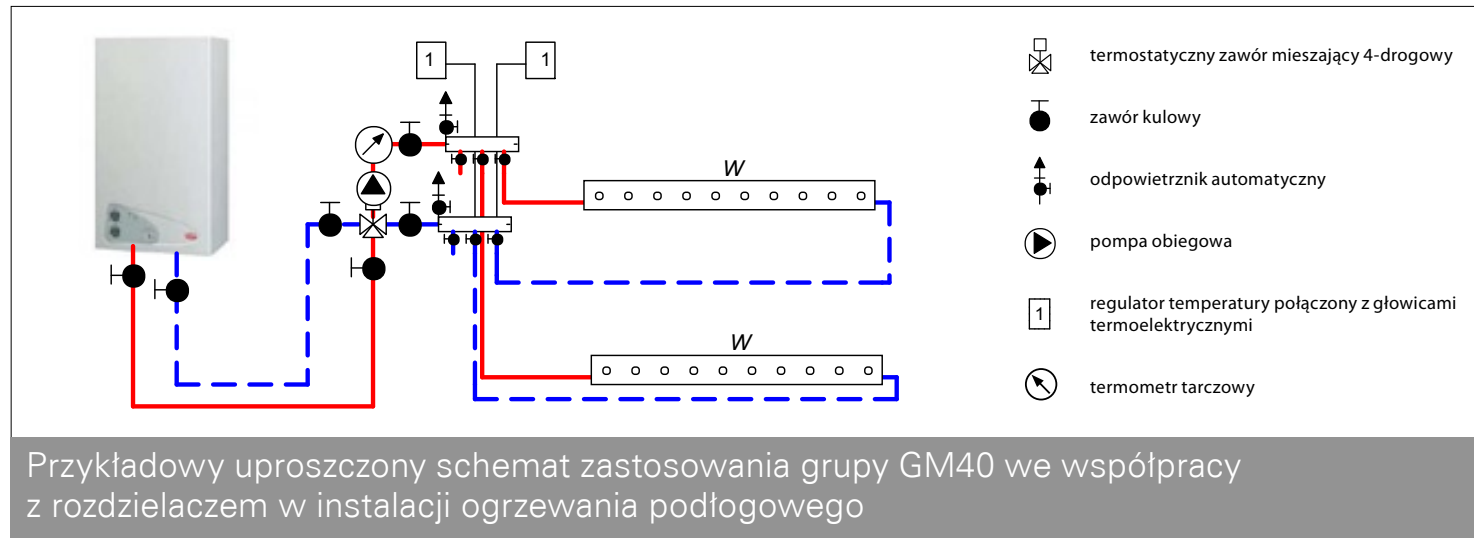 1
1
W
W
termostatyczny zawór mieszający 4-drogowy
zawór kulowy
odpowietrznik automatyczny
pompa obiegowa
1
regulator temperatury połączony z głowicami
termoelektrycznymi
termometr tarczowy
Przykładowy uproszczony schemat zastosowania grupy GM40 we współpracy
z rozdzielaczem w instalacji ogrzewania podłogowego